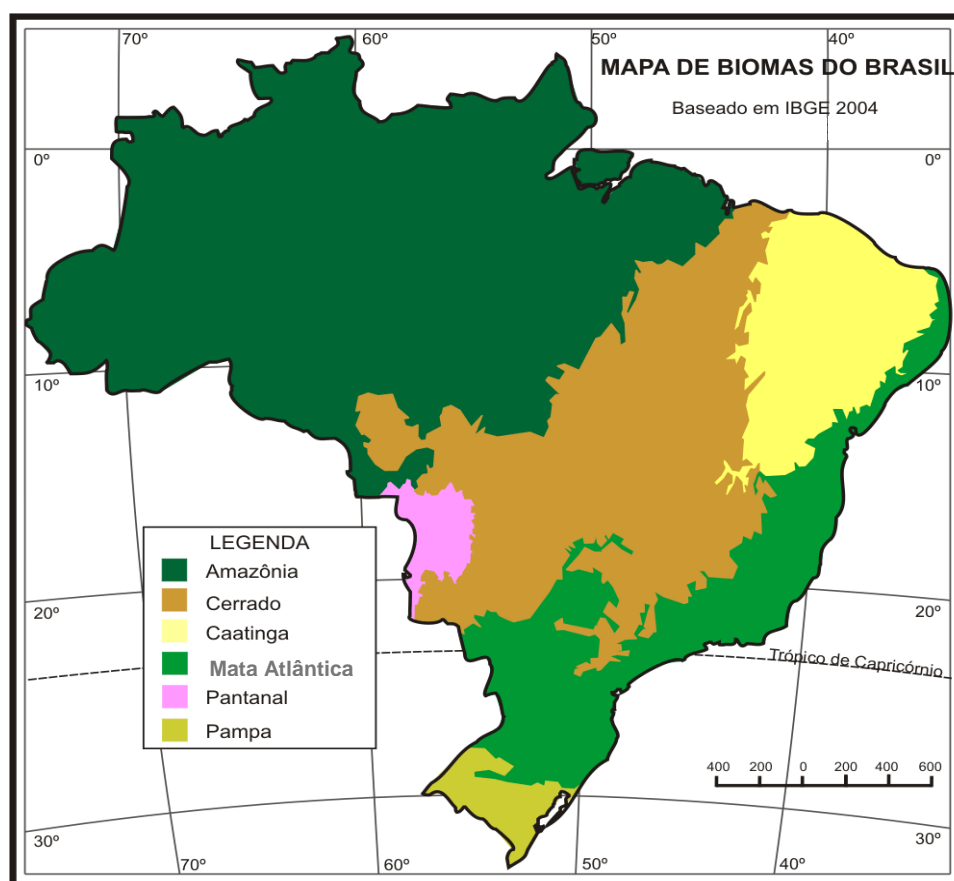 70º 60º 50º 40º
MAPA DE BIOMAS DO BRASIL
Baseado em IBGE 2004
0º 0º
10º 10º
LEGENDA
Amazônia
Cerrado
Caatinga
Mata Atlântica
Pantanal
Pampa
20º 20º
Trópico de Capricórnio
400 200 0 200 400 600
30º 30º
70º 60º 50º 40º